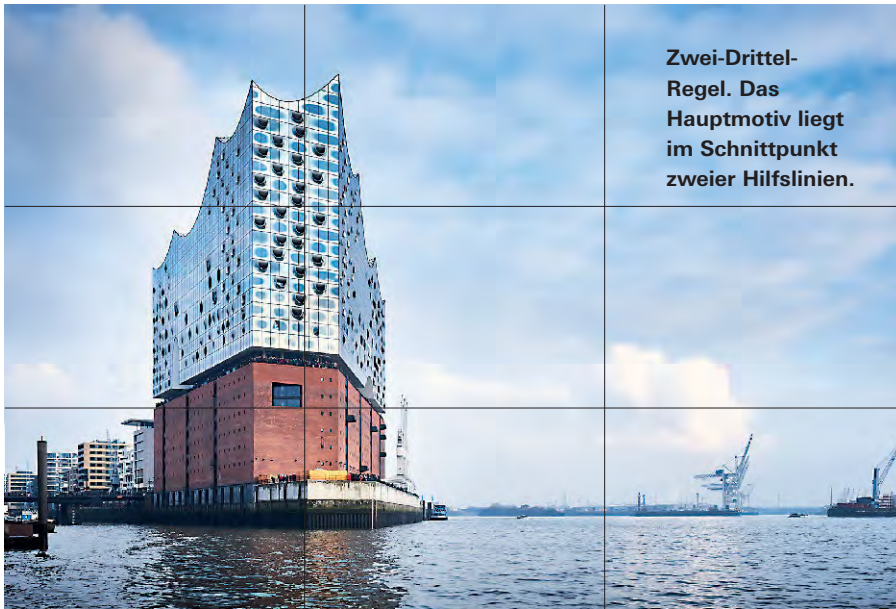 Zwei-Drittel-
Regel. Das
Hauptmotiv liegt
im Schnittpunkt
zweier Hilfslinien.